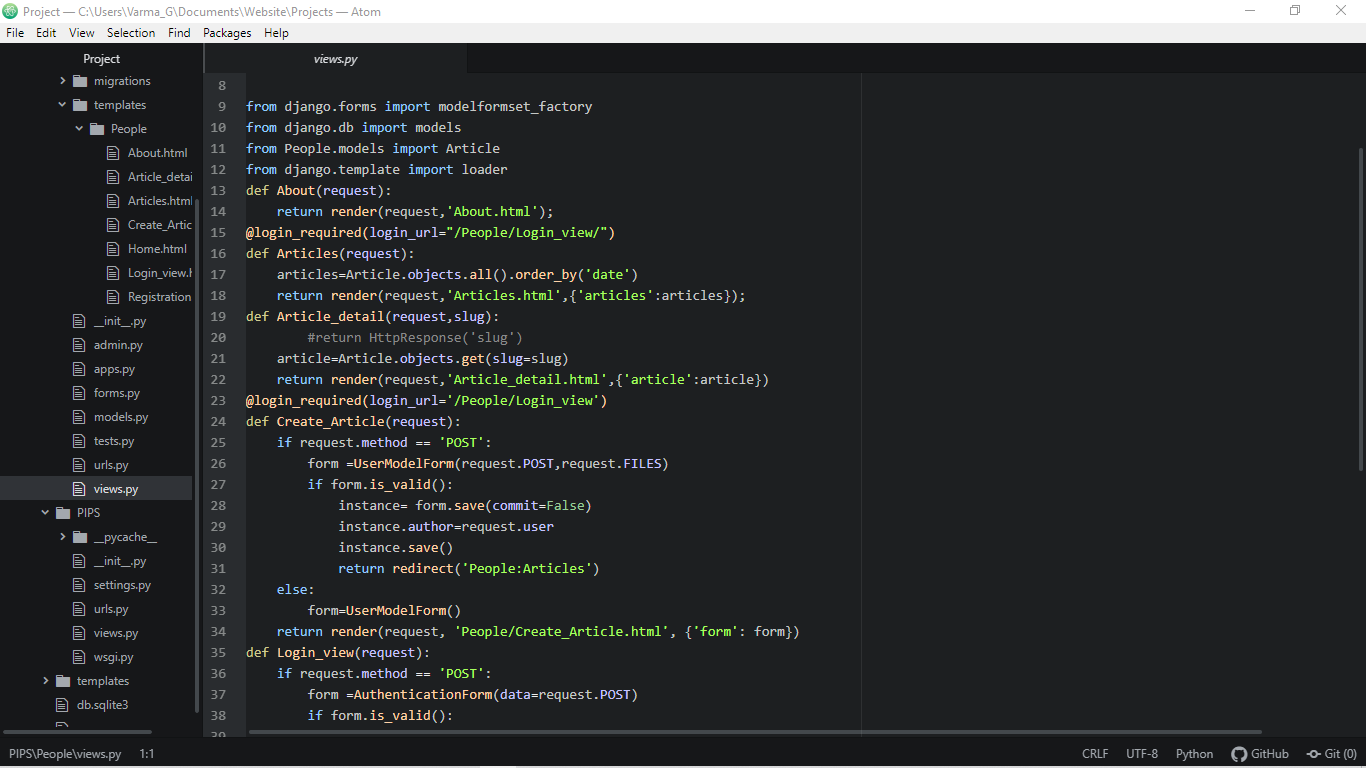 Project — C:\Users\Varma_G\Documents\Website\Projects — Atom
File Edit View Selection Find Packages Help
Project
migrations
templates
People
About.html
Article_detai
Articles.html
Create_Artic
Home.html
Login_view.h
Registration
__init__.py
admin.py
apps.py
forms.py
models.py
tests.py
urls.py
views.py
PIPS
__pycache__
__init__.py
settings.py
urls.py
views.py
wsgi.py
templates
db.sqlite3
views.py
8
9 from django.forms import modelformset_factory
10 from django.db import models
11 from People.models import Article
12 from django.template import loader
13 def About(request):
14     return render(request,'About.html');
15 @login_required(login_url="/People/Login_view/")
16 def Articles(request):
17     articles=Article.objects.all().order_by('date')
18     return render(request,'Articles.html',{'articles':articles});
19 def Article_detail(request,slug):
20         #return HttpResponse('slug')
21     article=Article.objects.get(slug=slug)
22     return render(request,'Article_detail.html',{'article':article})
23 @login_required(login_url='/People/Login_view')
24 def Create_Article(request):
25     if request.method == 'POST':
26         form =UserModelForm(request.POST,request.FILES)
27         if form.is_valid():
28             instance= form.save(commit=False)
29             instance.author=request.user
30             instance.save()
31             return redirect('People:Articles')
32     else:
33         form=UserModelForm()
34     return render(request, 'People/Create_Article.html', {'form': form})
35 def Login_view(request):
36     if request.method == 'POST':
37         form =AuthenticationForm(data=request.POST)
38         if form.is_valid():
39
PIPS\People\views.py 1:1 CRLF UTF-8 Python GitHub Git (0)